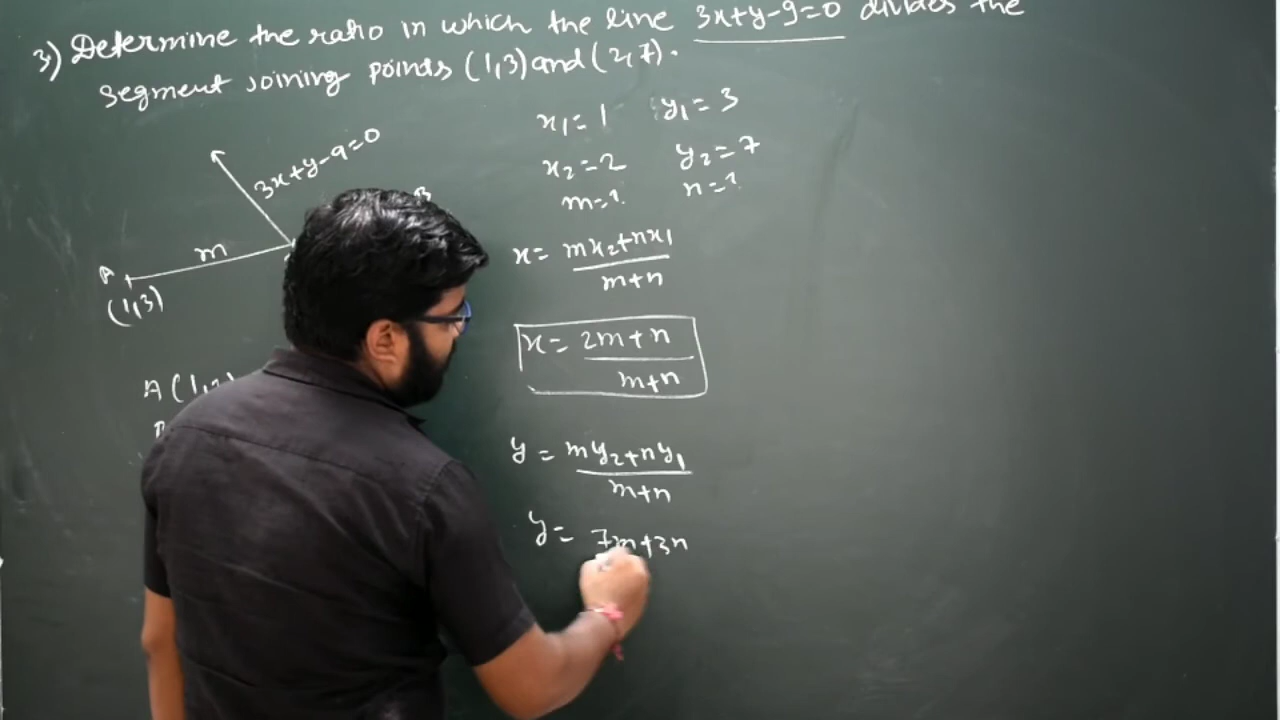 3) Determine the ratio in which the line 3x+y-9=0 divides the
segment joining points (1,3) and (2,7).
x₁=1 y₁=3
x₂=2 y₂=7
m=? n=?
3x+y-9=0
B
m
A
(1,3)
x= mx₂+nx₁
m+n
x= 2m+n
m+n
A(1,
y = my₂+ny₁
m+n
y= 7m+3n